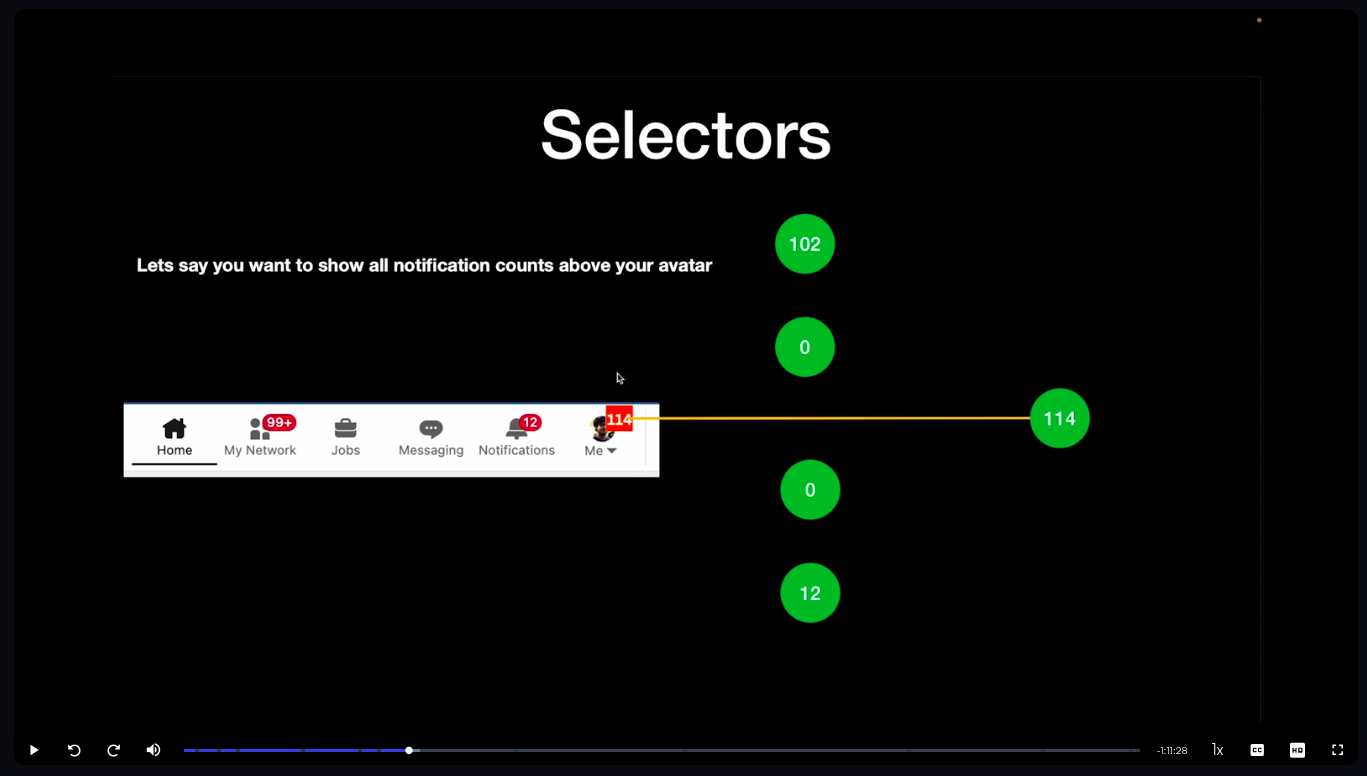 Selectors
102
Lets say you want to show all notification counts above your avatar
0
99+ 12 114 114
Home My Network Jobs Messaging Notifications Me
0
12
-1:11:28 1x CC HD